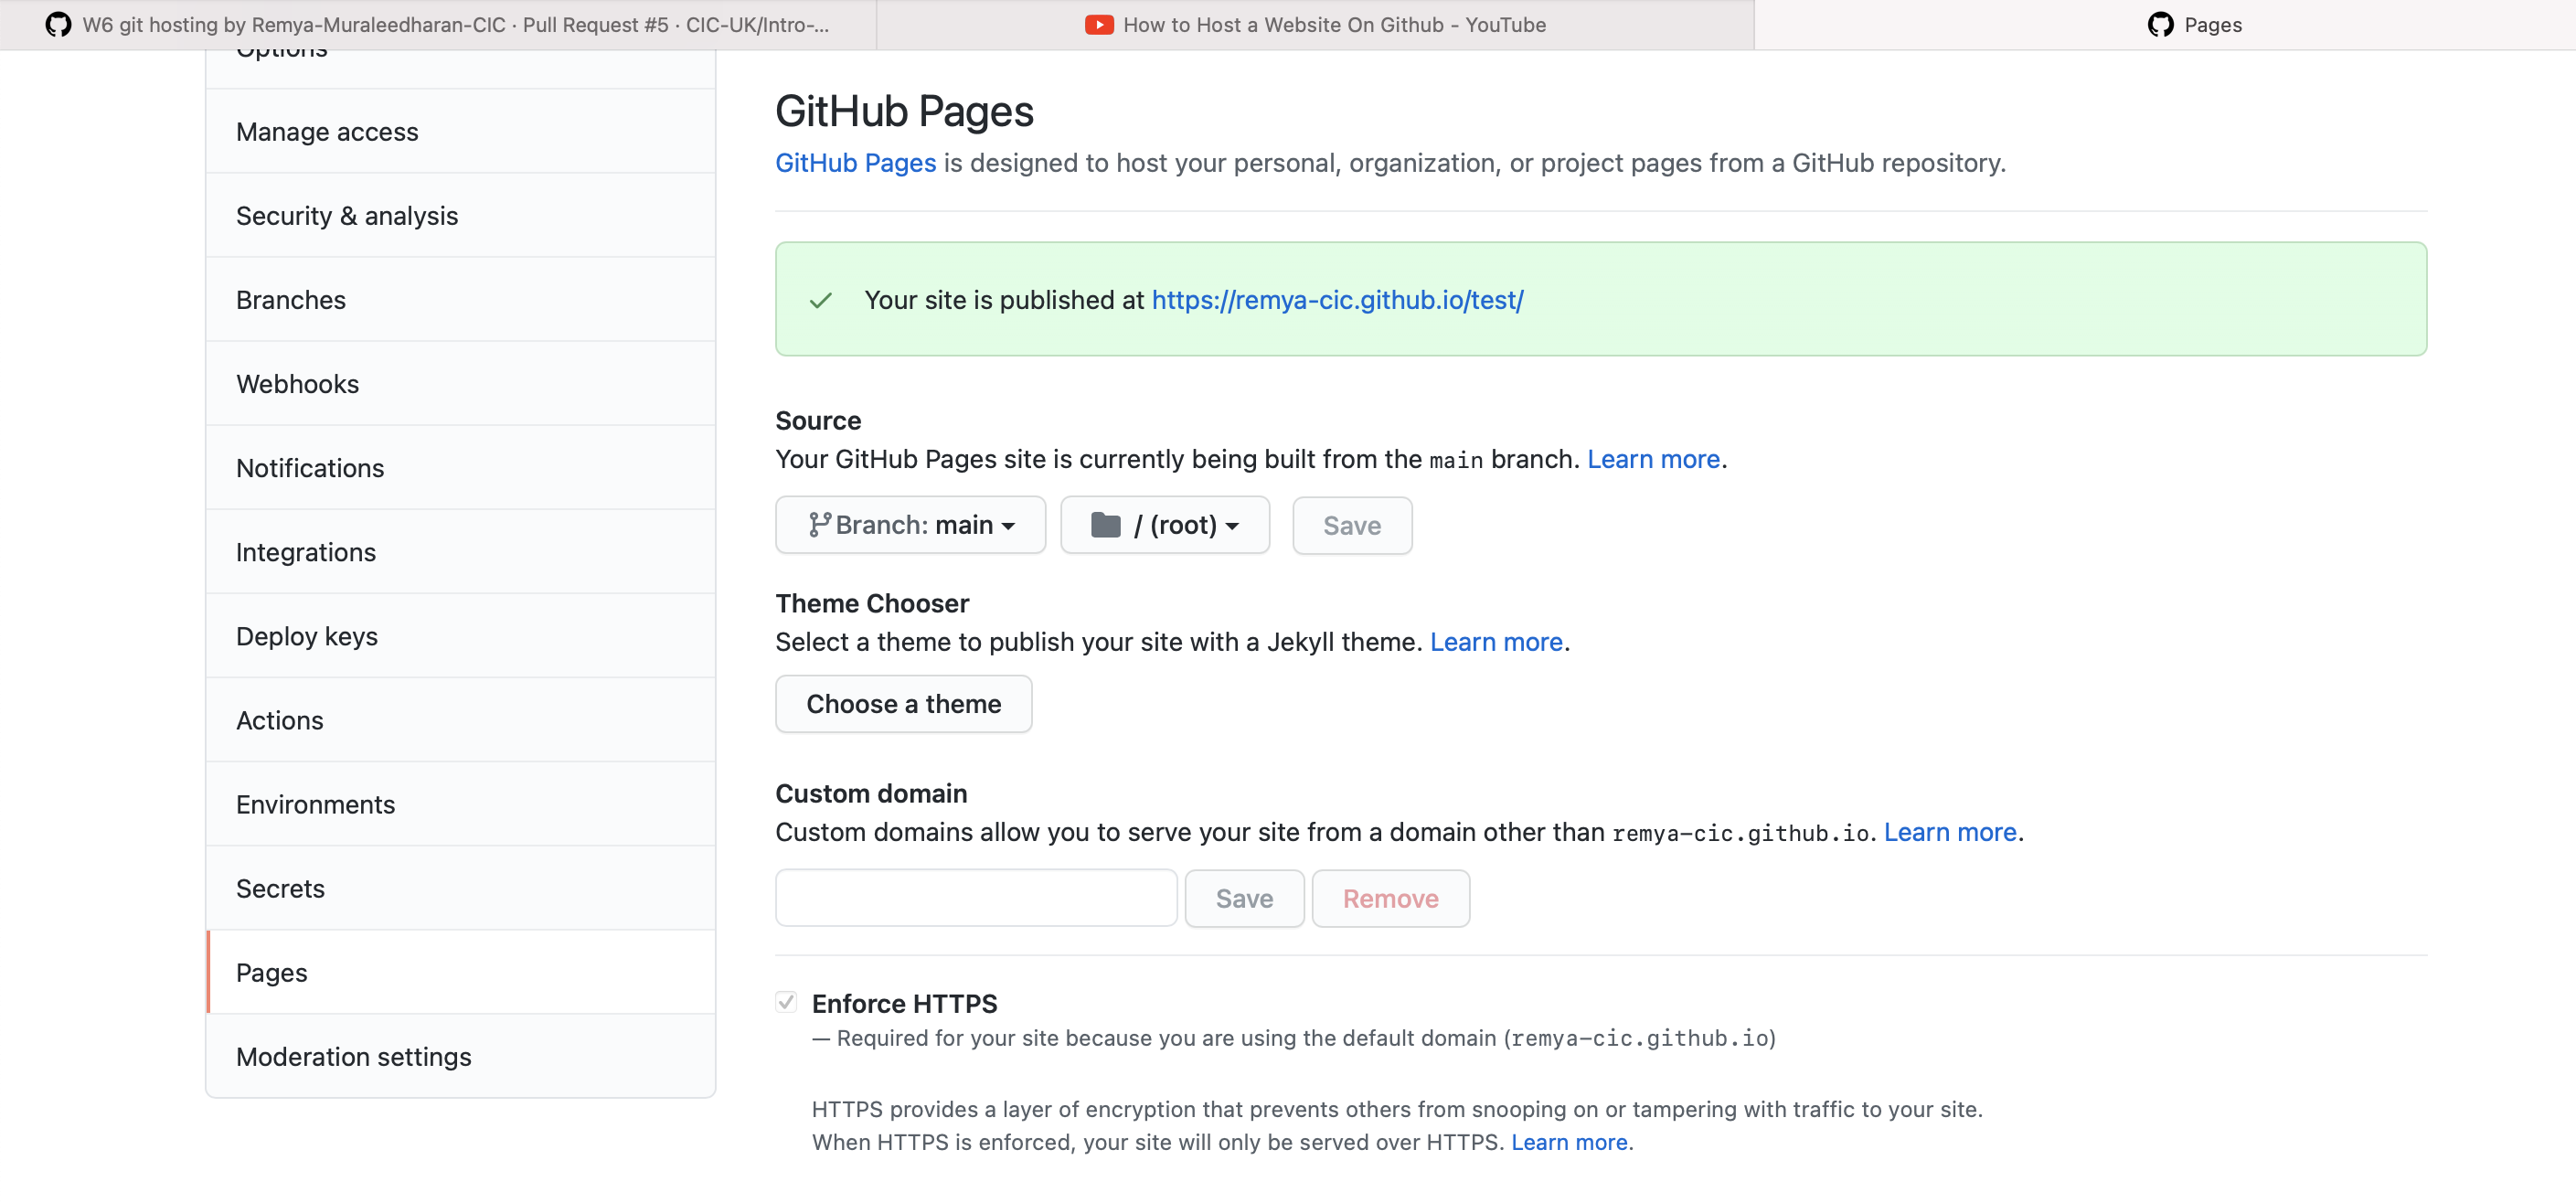 W6 git hosting by Remya-Muraleedharan-CIC · Pull Request #5 · CIC-UK/Intro-...
How to Host a Website On Github - YouTube
Pages
Options
Manage access
Security & analysis
Branches
Webhooks
Notifications
Integrations
Deploy keys
Actions
Environments
Secrets
Pages
Moderation settings
GitHub Pages
GitHub Pages is designed to host your personal, organization, or project pages from a GitHub repository.
Your site is published at https://remya-cic.github.io/test/
Source
Your GitHub Pages site is currently being built from the main branch. Learn more.
Branch: main
/ (root)
Save
Theme Chooser
Select a theme to publish your site with a Jekyll theme. Learn more.
Choose a theme
Custom domain
Custom domains allow you to serve your site from a domain other than remya-cic.github.io. Learn more.
Save
Remove
Enforce HTTPS
— Required for your site because you are using the default domain (remya-cic.github.io)
HTTPS provides a layer of encryption that prevents others from snooping on or tampering with traffic to your site.
When HTTPS is enforced, your site will only be served over HTTPS. Learn more.